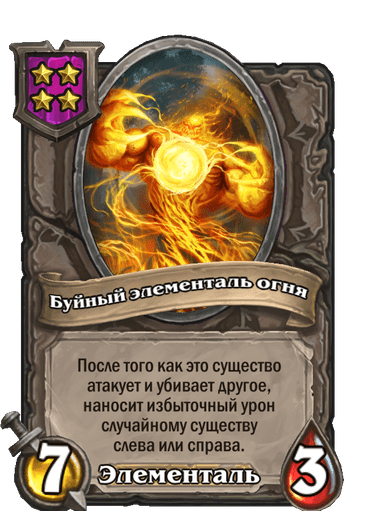 Буйный элементаль огня
После того как это существо
атакует и убивает другое,
наносит избыточный урон
случайному существу
слева или справа.
7 Элементаль 3